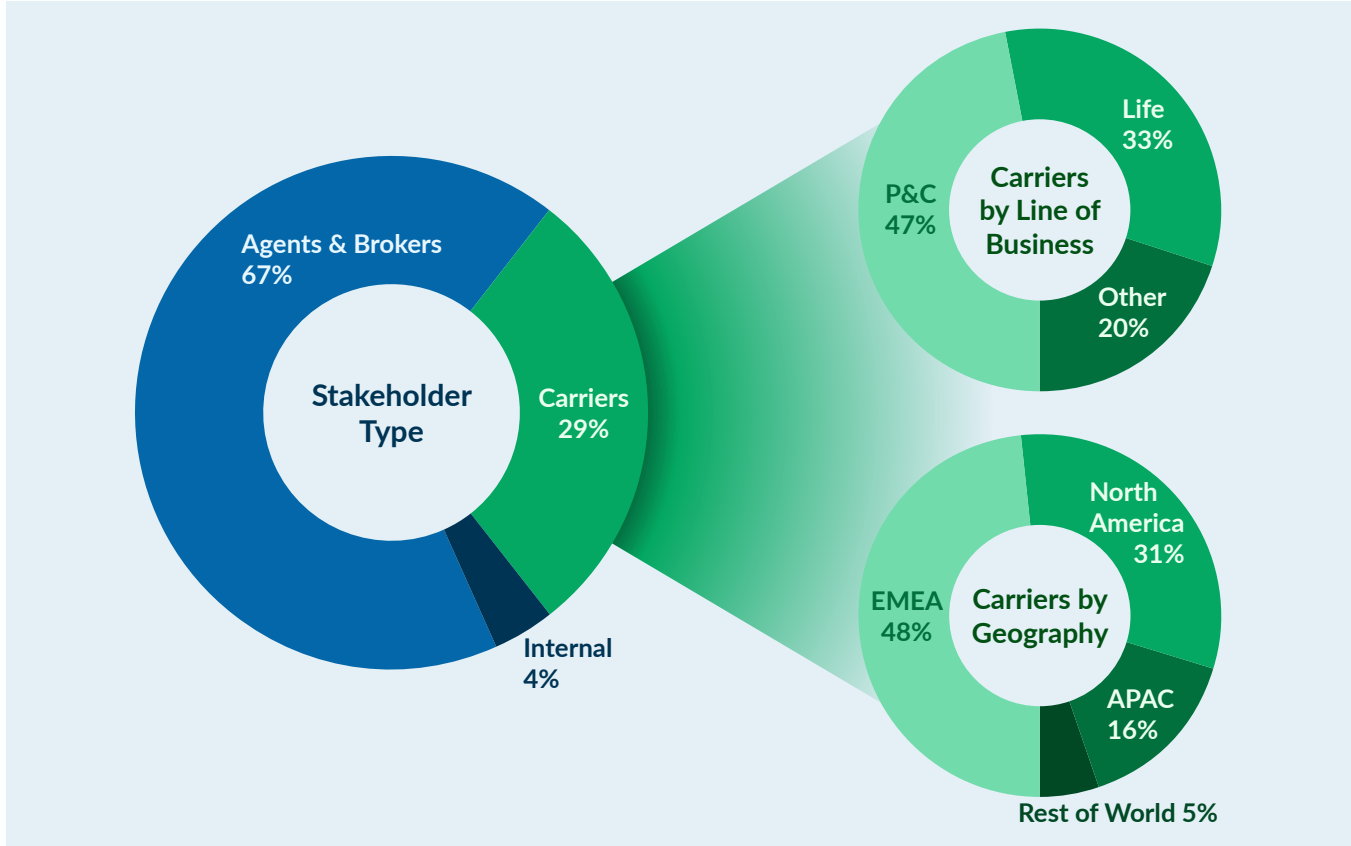 Stakeholder
Type
Agents & Brokers
67%
Carriers
29%
Internal
4%
Carriers
by Line of
Business
P&C
47%
Life
33%
Other
20%
Carriers by
Geography
EMEA
48%
North
America
31%
APAC
16%
Rest of World 5%